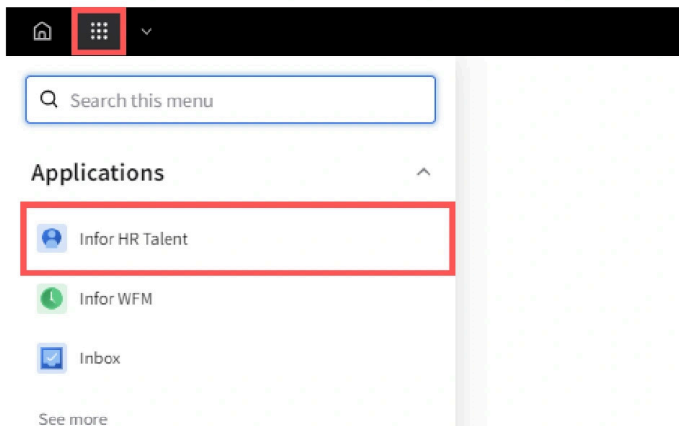 Search this menu
Applications
Infor HR Talent
Infor WFM
Inbox
See more